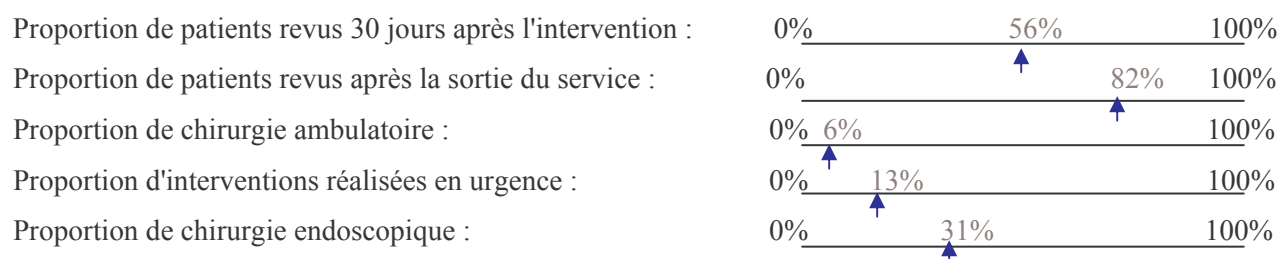 Proportion de patients revus 30 jours après l'intervention : 0% 56% 100%
Proportion de patients revus après la sortie du service : 0% 82% 100%
Proportion de chirurgie ambulatoire : 0% 6% 100%
Proportion d'interventions réalisées en urgence : 0% 13% 100%
Proportion de chirurgie endoscopique : 0% 31% 100%